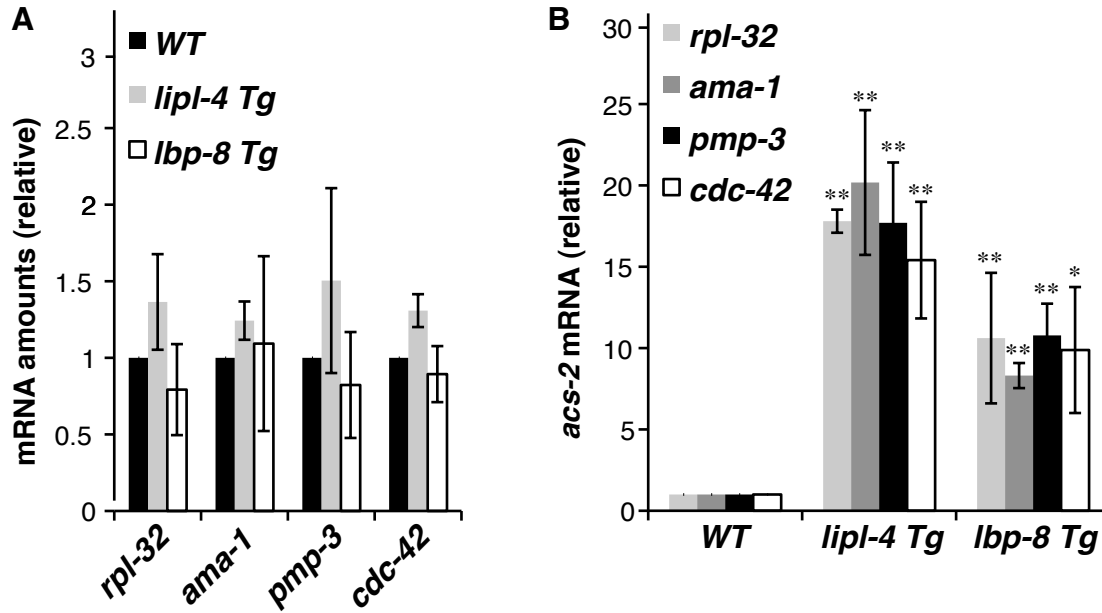 A
mRNA amounts (relative)
3
2.5
2
1.5
1
0.5
0
WT
lipl-4 Tg
lbp-8 Tg
rpl-32
ama-1
pmp-3
cdc-42
B
acs-2 mRNA (relative)
30
25
20
15
10
5
0
rpl-32
ama-1
pmp-3
cdc-42
** ** ** **
** ** ** *
WT lipl-4 Tg lbp-8 Tg